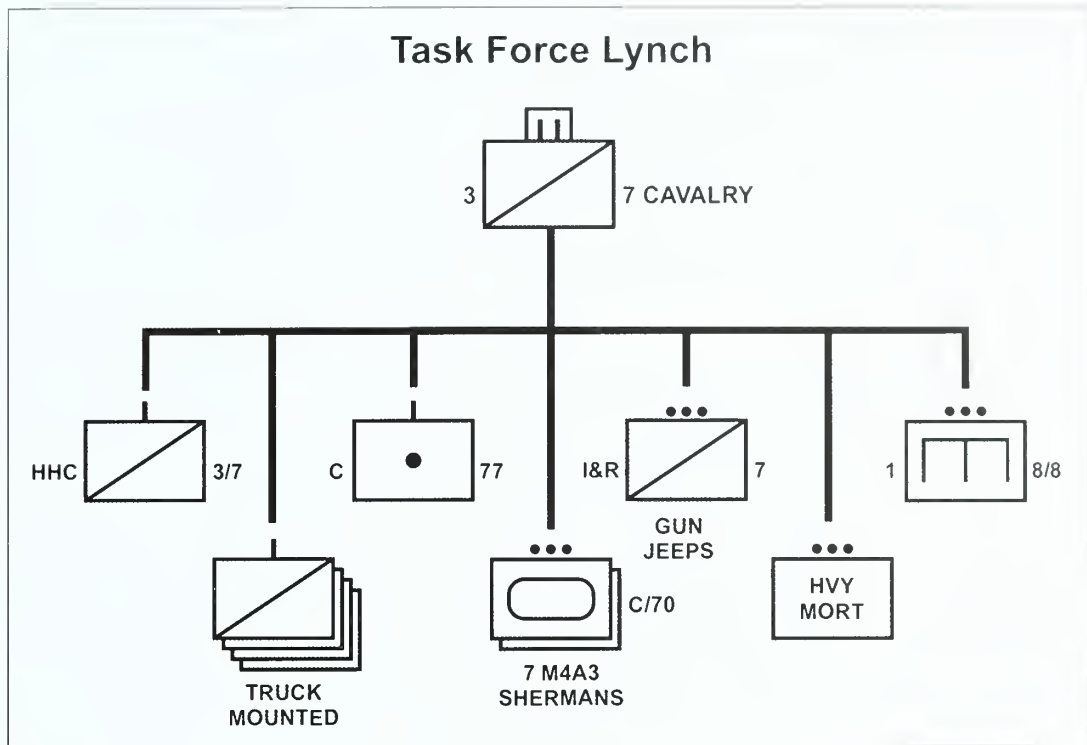 Task Force Lynch
3
7 CAVALRY
HHC
3/7
C
77
I&R
7
1
8/8
GUN
JEEPS
TRUCK
MOUNTED
C/70
7 M4A3
SHERMANS
HVY
MORT